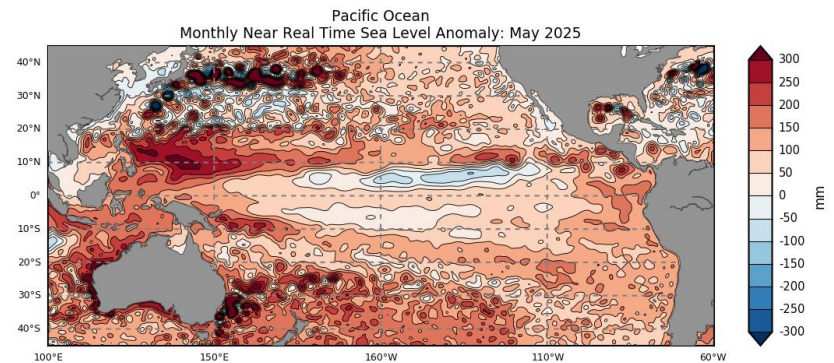 Pacific Ocean
Monthly Near Real Time Sea Level Anomaly: May 2025
40°N
30°N
20°N
10°N
0°
10°S
20°S
30°S
40°S
100°E
150°E
160°W
110°W
60°W
300
250
200
150
100
50
0
-50
-100
-150
-200
-250
-300
mm